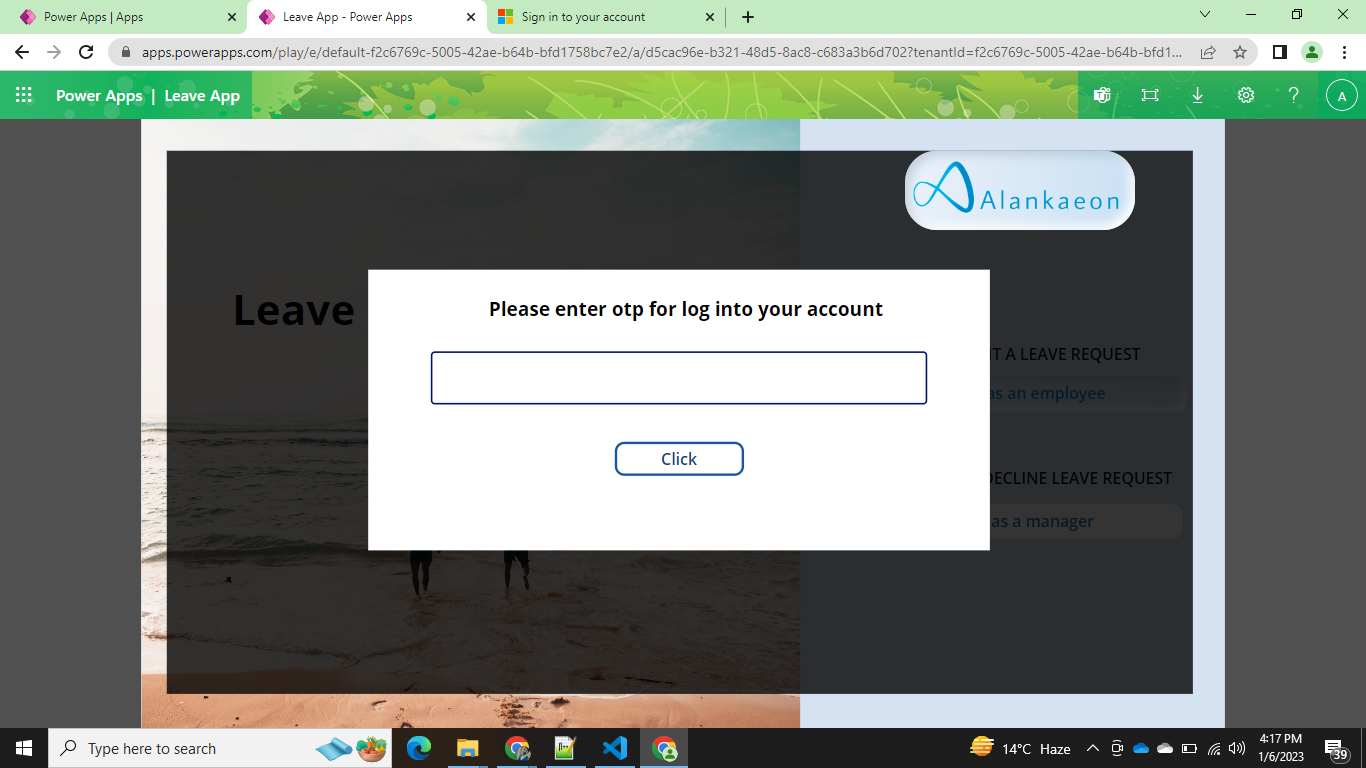 Power Apps | Apps
Leave App - Power Apps
Sign in to your account
apps.powerapps.com/play/e/default-f2c6769c-5005-42ae-b64b-bfd1758bc7e2/a/d5cac96e-b321-48d5-8ac8-c683a3b6d702?tenantId=f2c6769c-5005-42ae-b64b-bfd1...
Power Apps | Leave App
A
Alankaeon
Leave
Please enter otp for log into your account
T A LEAVE REQUEST
as an employee
Click
DECLINE LEAVE REQUEST
as a manager
Type here to search
14°C Haze
4:17 PM
1/6/2023
39